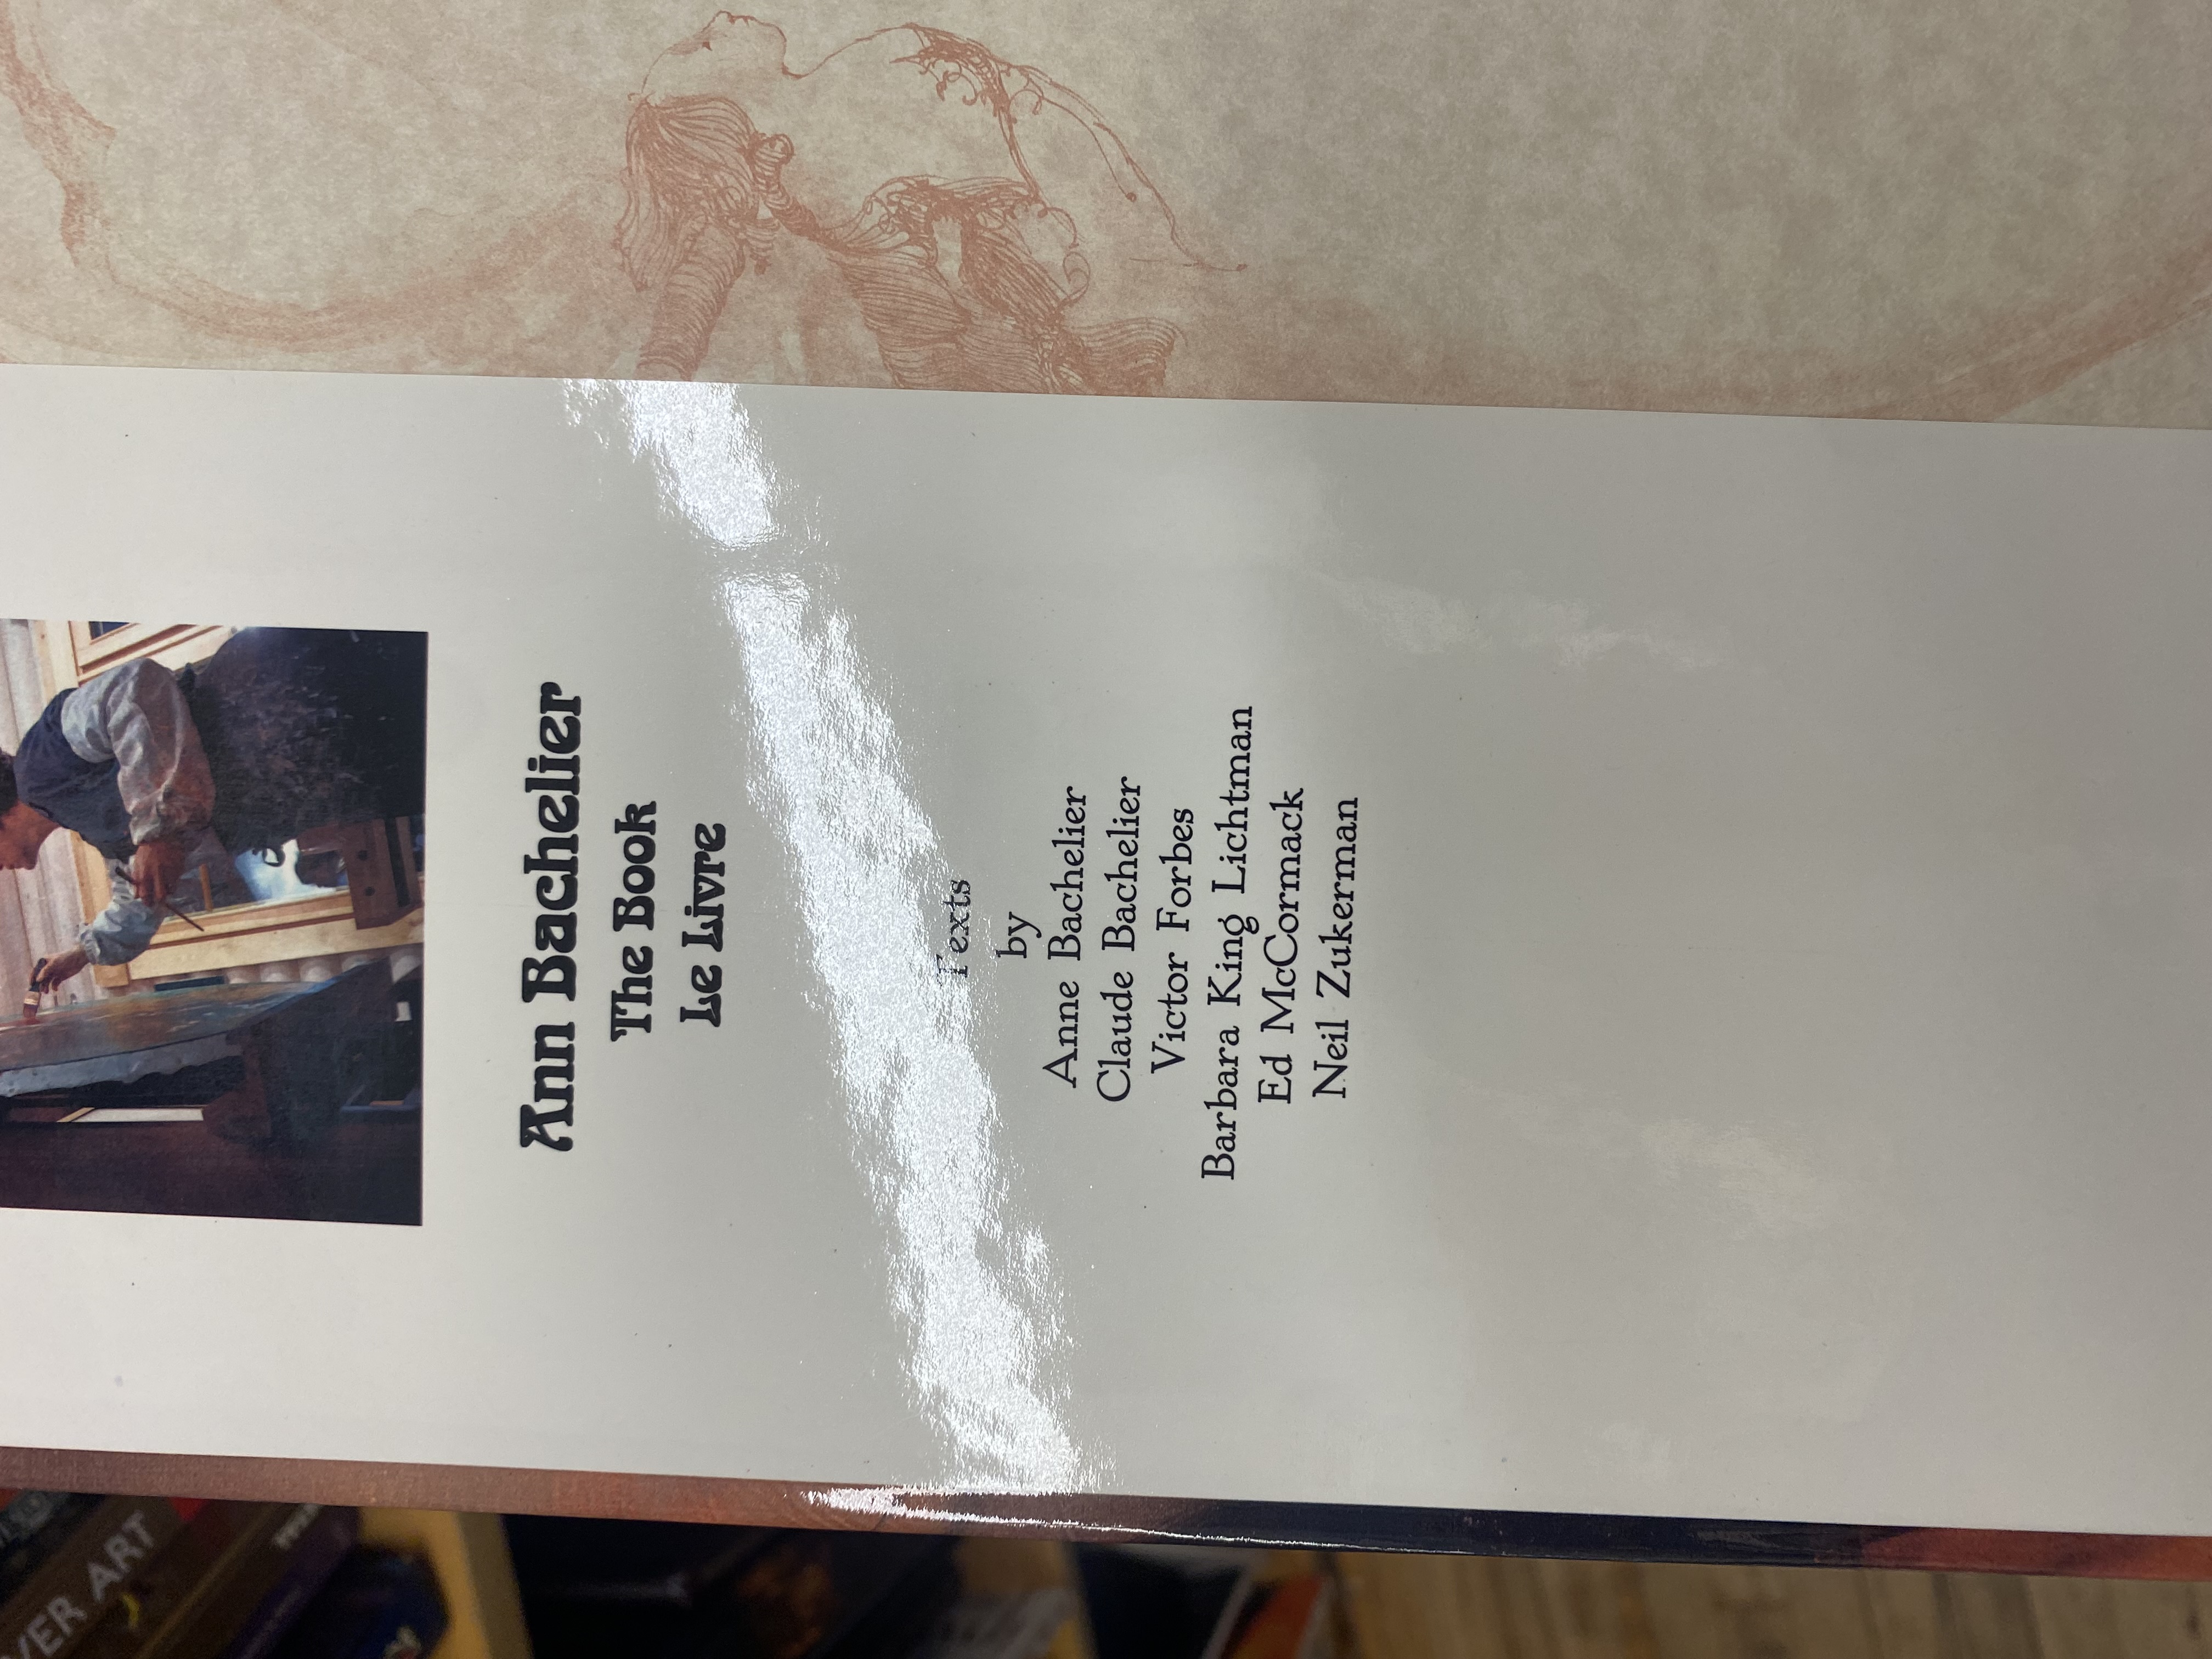 VER ART
Ann Bachelier
The Book
Le Livre
Texts
by
Anne Bachelier
Claude Bachelier
Victor Forbes
Barbara King Lichtman
Ed McCormack
Neil Zukerman